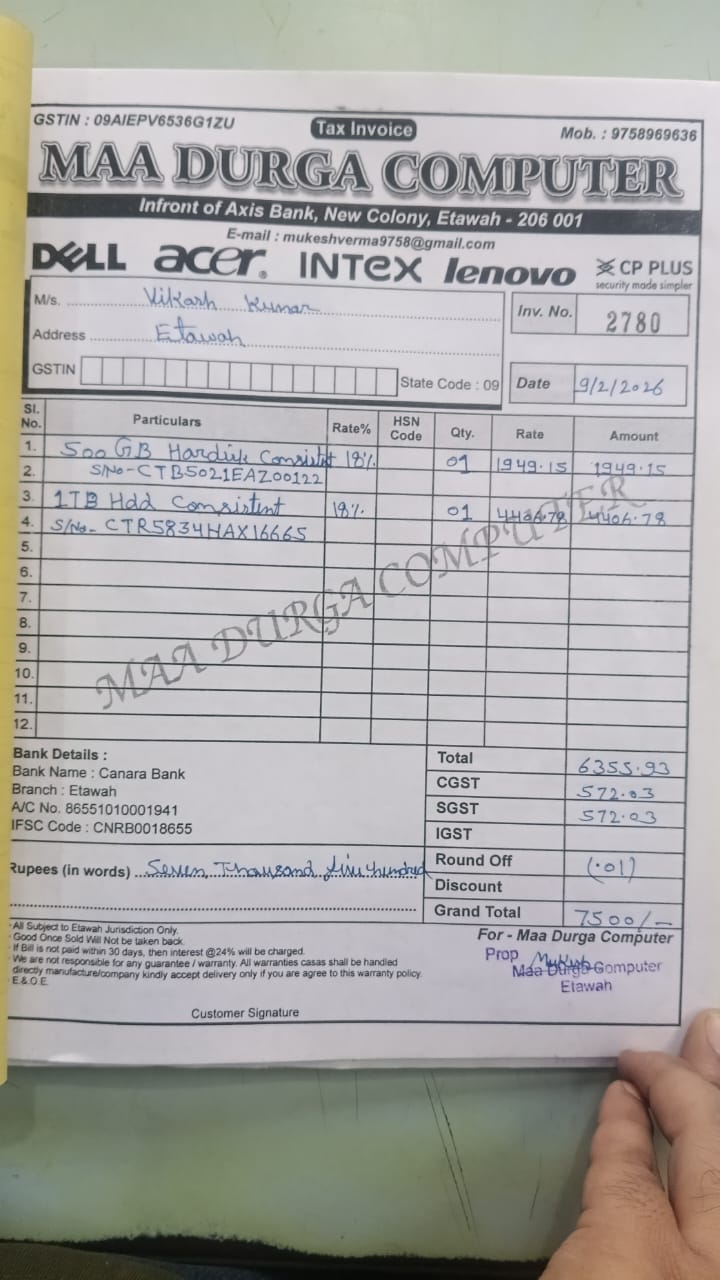 GSTIN : 09AIEPV6536G1ZU
Tax Invoice
Mob. : 9758969636
MAA DURGA COMPUTER
Infront of Axis Bank, New Colony, Etawah - 206 001
E-mail : mukeshverma9758@gmail.com
DELL acer INTEX lenovo CP PLUS
security made simpler
M/s. Vikash Kumar
Inv. No. 2780
Address Etawah
GSTIN State Code : 09
Date 9/2/2026
Sl. No. Particulars Rate% HSN Code Qty. Rate Amount
1. 500 GB Hardisk Consistet 18% 01 1949.15 1949.15
2. S/No- CTB5021EAZ00122
3. 1TB Hdd Consistent 18% 01 4406.78 4406.78
4. S/No- CTR5834HAX16665
5.
6.
7.
8.
9.
10.
11.
12.
MAA DURGA COMPUTER
Bank Details :
Bank Name : Canara Bank
Branch : Etawah
A/C No. 86551010001941
IFSC Code : CNRB0018655
Total 6355.93
CGST 572.03
SGST 572.03
IGST
Round Off (.01)
Discount
Grand Total 7500/-
Rupees (in words) Seven Thousand five hundred
All Subject to Etawah Jurisdiction Only.
Good Once Sold Will Not be taken back.
If Bill is not paid within 30 days, then interest @24% will be charged.
We are not responsible for any guarantee / warranty. All warranties casas shall be handled
directly manufacture/company kindly accept delivery only if you are agree to this warranty policy.
E.& O.E.
Customer Signature
For - Maa Durga Computer
Prop Mukesh
Maa Durga Computer
Etawah